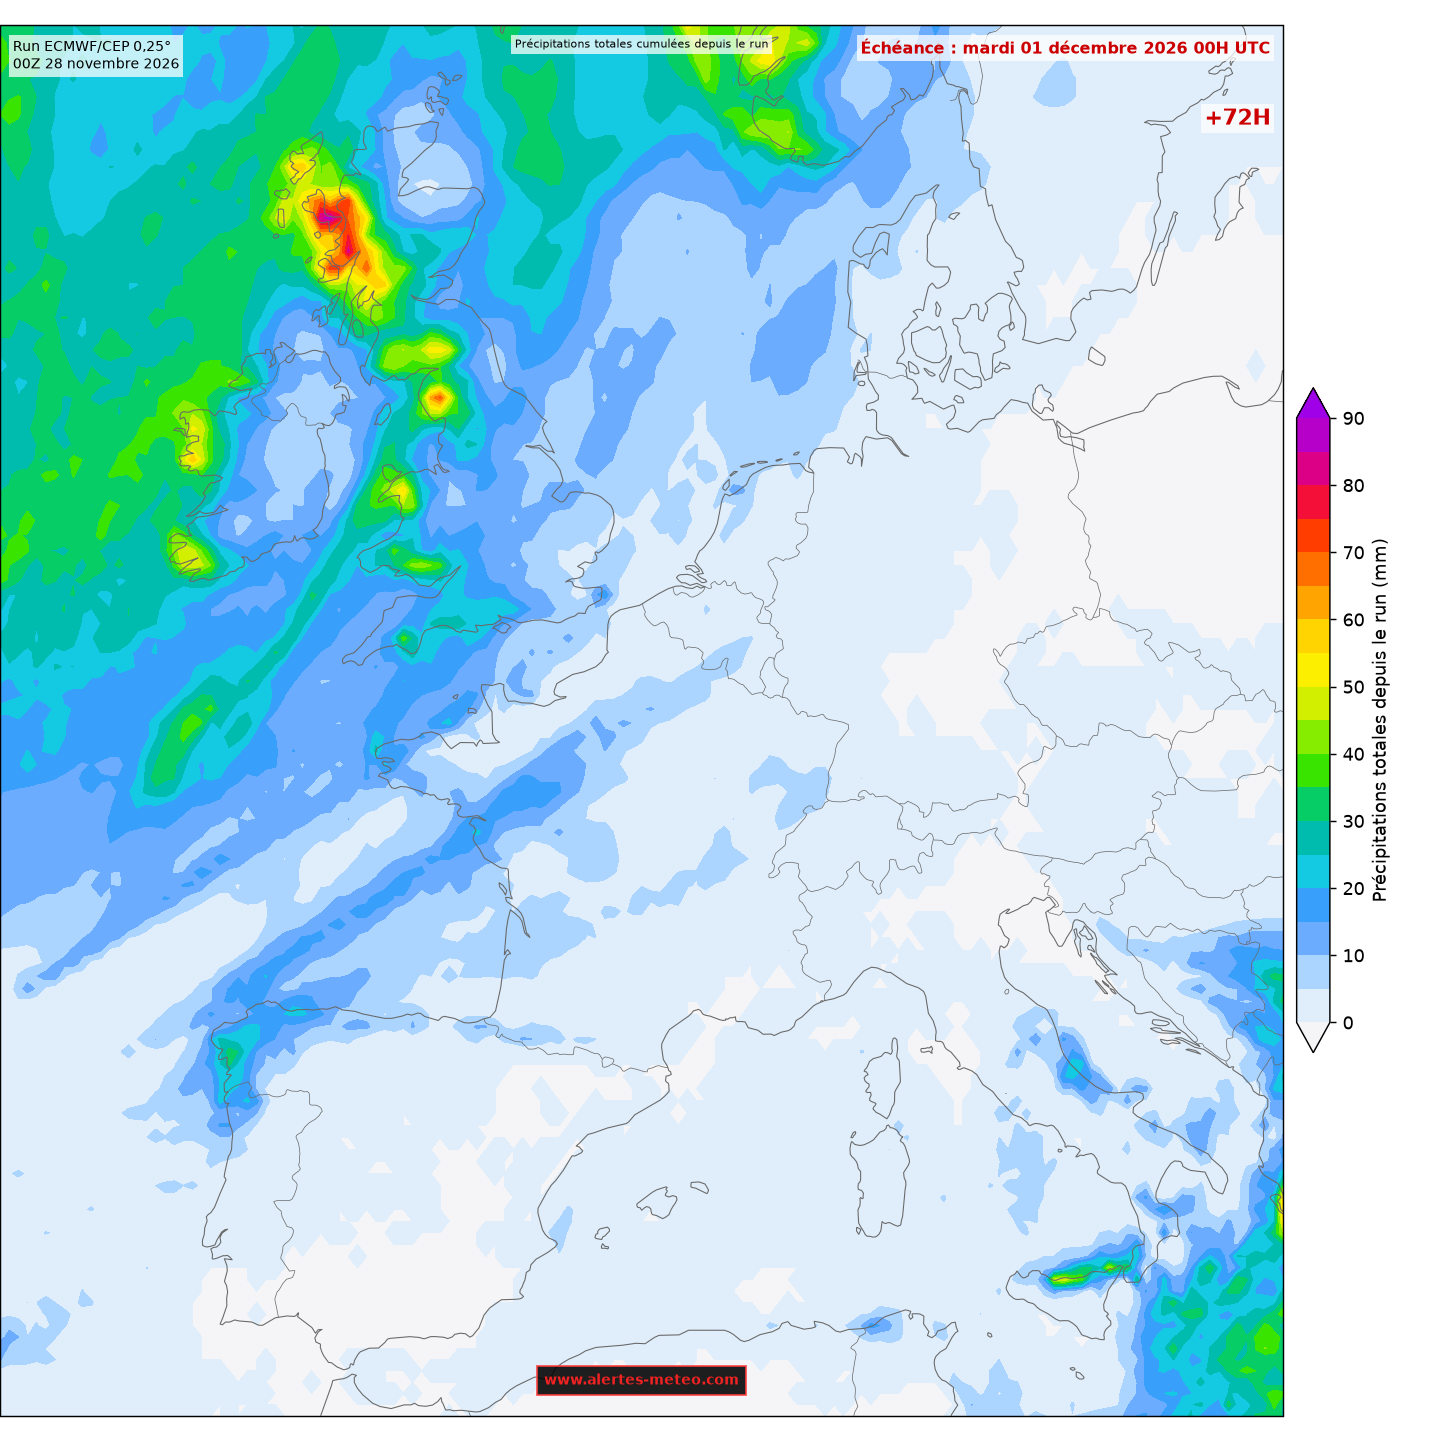 Run ECMWF/CEP 0,25°
00Z 28 novembre 2026
Précipitations totales cumulées depuis le run
Échéance : mardi 01 décembre 2026 00H UTC
+72H
90
80
70
60
50
40
30
20
10
0
Précipitations totales depuis le run (mm)
www.alertes-meteo.com